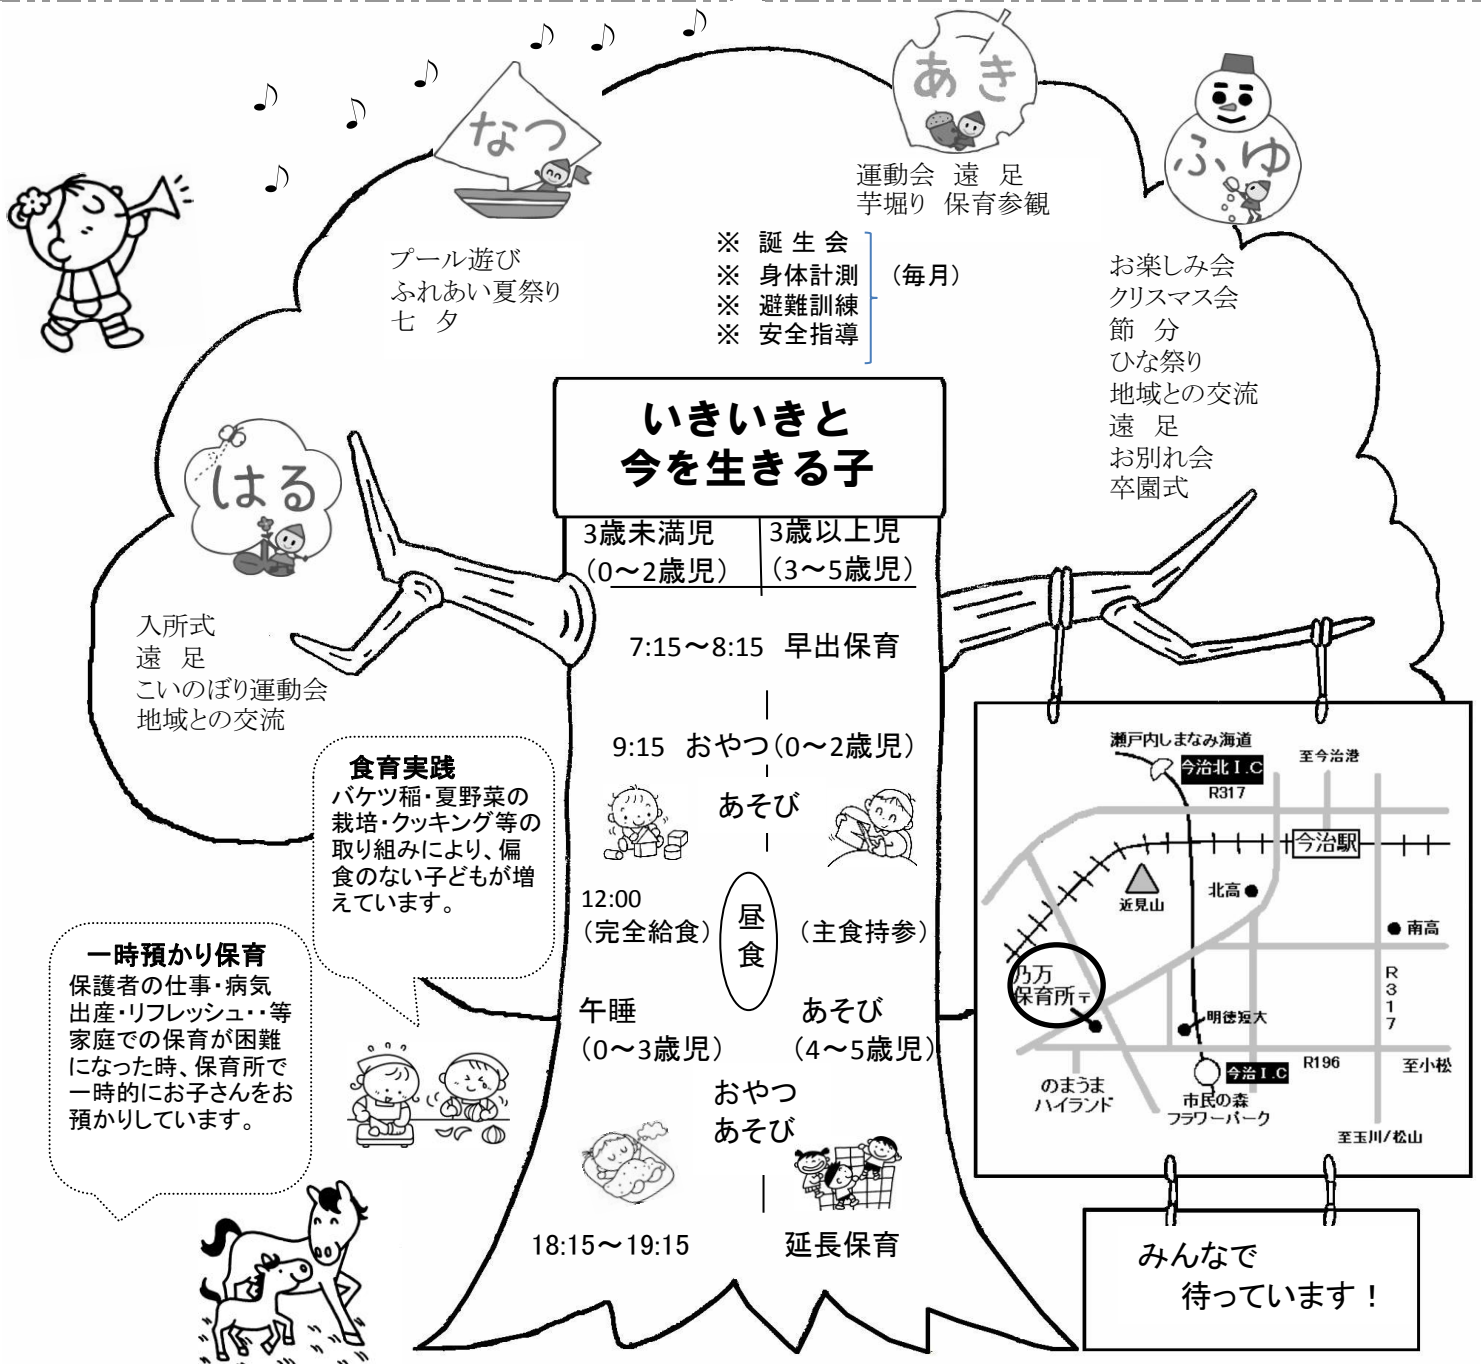 なつ
プール遊び
ふれあい夏祭り
七 夕
あき
運動会 遠 足
芋堀り 保育参観
※ 誕 生 会
※ 身体計測 (毎月)
※ 避難訓練
※ 安全指導
ふゆ
お楽しみ会
クリスマス会
節 分
ひな祭り
地域との交流
遠 足
お別れ会
卒園式
はる
入所式
遠 足
こいのぼり運動会
地域との交流
いきいきと
今を生きる子
3歳未満児 3歳以上児
(0～2歳児) (3～5歳児)
7:15～8:15 早出保育
9:15 おやつ(0～2歳児)
あそび
12:00
(完全給食) 昼食 (主食持参)
午睡 あそび
(0～3歳児) (4～5歳児)
おやつ
あそび
18:15～19:15 延長保育
食育実践
バケツ稲・夏野菜の
栽培・クッキング等の
取り組みにより、偏
食のない子どもが増
えています。
一時預かり保育
保護者の仕事・病気
出産・リフレッシュ・・等
家庭での保育が困難
になった時、保育所で
一時的にお子さんをお
預かりしています。
瀬戸内しまなみ海道
今治北I.C
R317
至今治港
今治駅
近見山
北高
南高
R317
乃万
保育所〒
明徳短大
R196
至小松
今治I.C
のまうま
ハイランド
市民の森
フラワーパーク
至玉川/松山
みんなで
待っています！